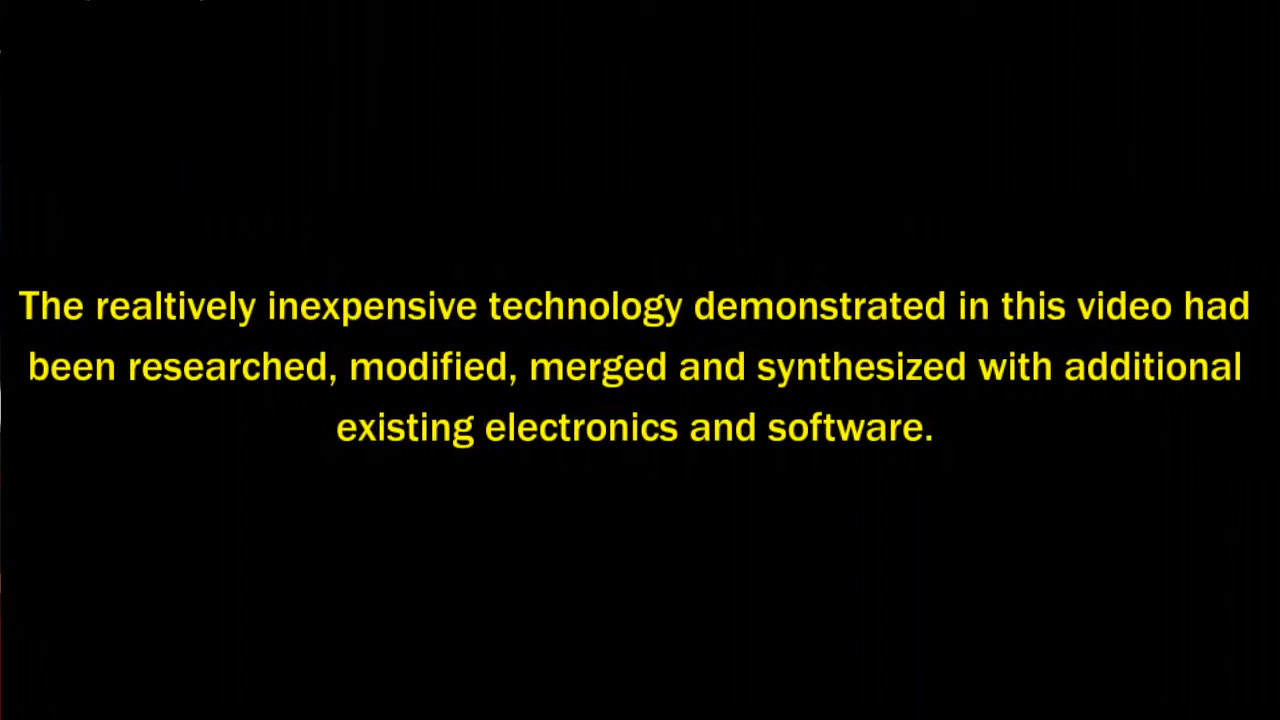 The realtively inexpensive technology demonstrated in this video had
been researched, modified, merged and synthesized with additional
existing electronics and software.